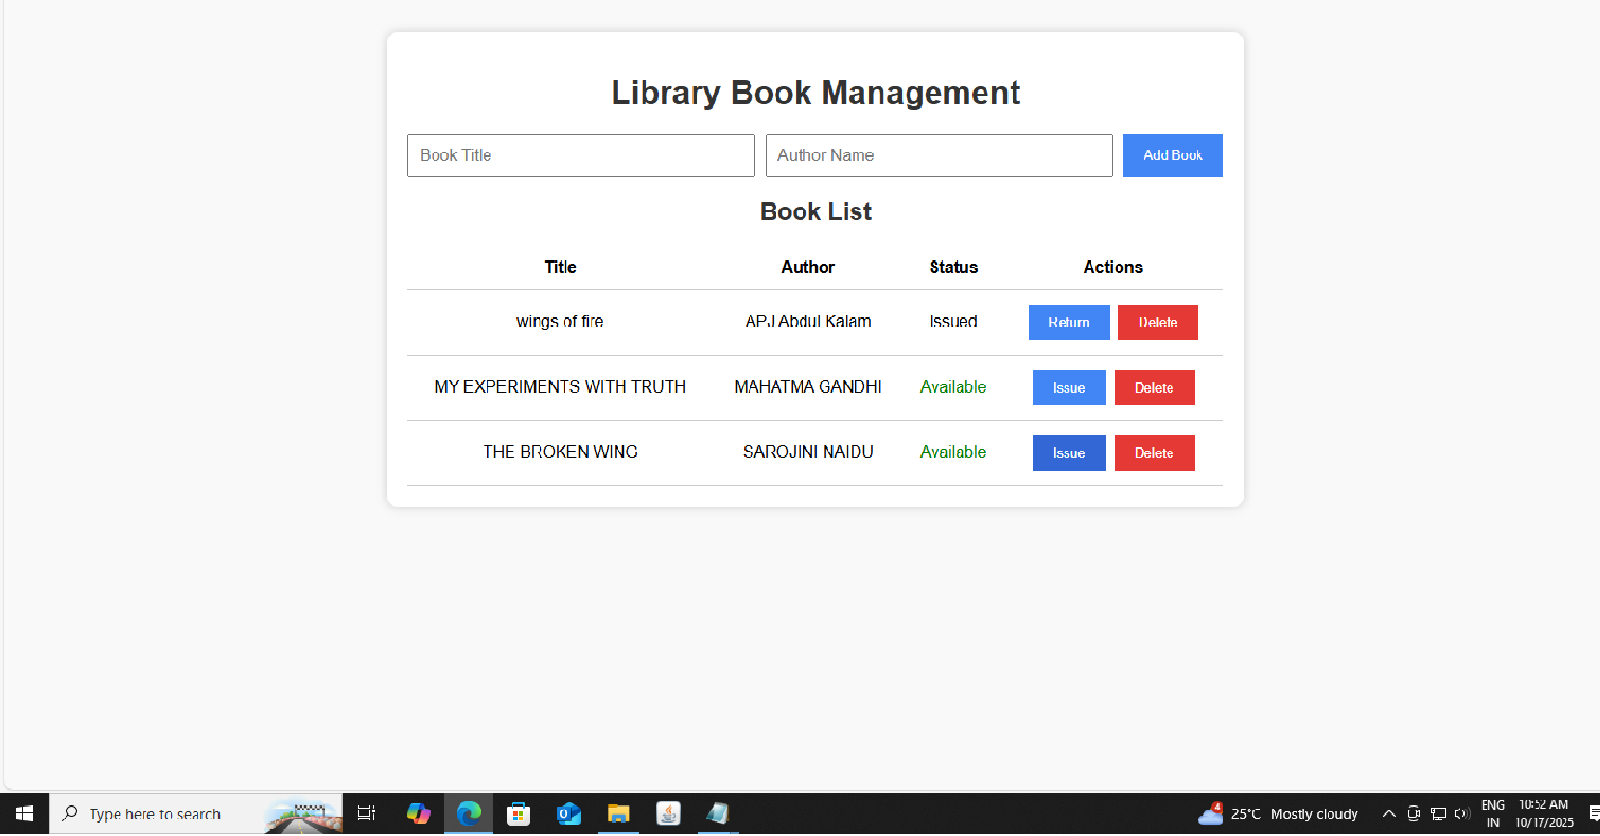 Library Book Management
Book Title Author Name Add Book
Book List
Title Author Status Actions
wings of fire APJ Abdul Kalam Issued Return Delete
MY EXPERIMENTS WITH TRUTH MAHATMA GANDHI Available Issue Delete
THE BROKEN WING SAROJINI NAIDU Available Issue Delete
Type here to search 4 25°C Mostly cloudy ENG 10:52 AM
IN 10/17/2025